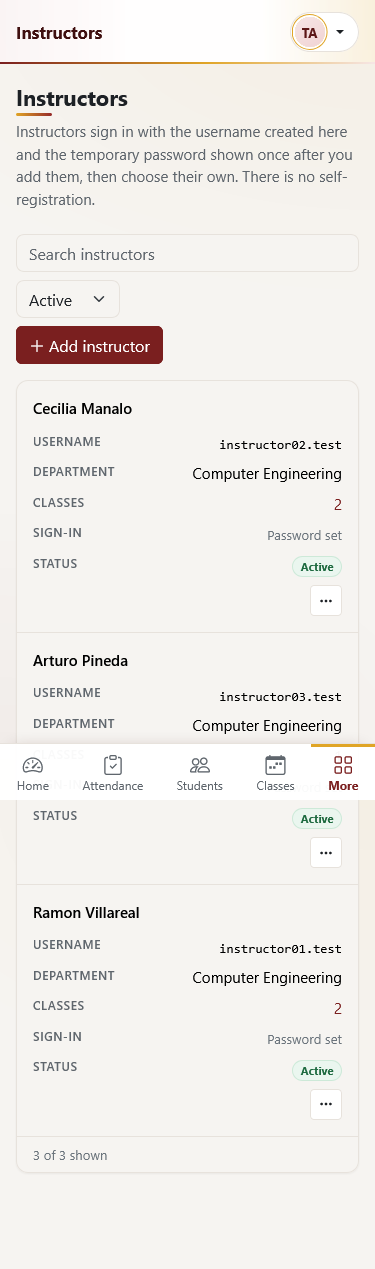 Instructors
TA
Instructors
Instructors sign in with the username created here
and the temporary password shown once after you
add them, then choose their own. There is no self-
registration.
Search instructors
Active
+ Add instructor
Cecilia Manalo
USERNAME instructor02.test
DEPARTMENT Computer Engineering
CLASSES 2
SIGN-IN Password set
STATUS Active
Arturo Pineda
USERNAME instructor03.test
DEPARTMENT Computer Engineering
Home Attendance Students Classes More
STATUS Active
Ramon Villareal
USERNAME instructor01.test
DEPARTMENT Computer Engineering
CLASSES 2
SIGN-IN Password set
STATUS Active
3 of 3 shown